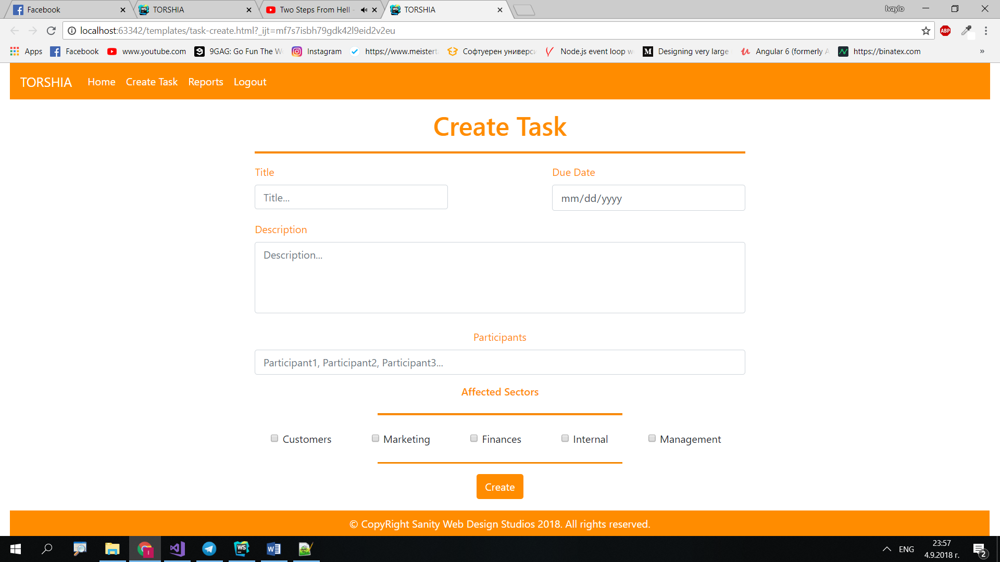 Facebook
TORSHIA
Two Steps From Hell -
TORSHIA
Ivaylo
localhost:63342/templates/task-create.html?_ijt=mf7s7isbh79gdk42l9eid2v2eu
ABP
Apps
Facebook
www.youtube.com
9GAG: Go Fun The W
Instagram
https://www.meistert
Софтуерен универс
Node.js event loop w
Designing very large
Angular 6 (formerly A
https://binatex.com
»
TORSHIA
Home
Create Task
Reports
Logout
Create Task
Title
Due Date
Title...
mm/dd/yyyy
Description
Description...
Participants
Participant1, Participant2, Participant3...
Affected Sectors
Customers
Marketing
Finances
Internal
Management
Create
© CopyRight Sanity Web Design Studios 2018. All rights reserved.
WS
ENG
23:57
4.9.2018 г.
2